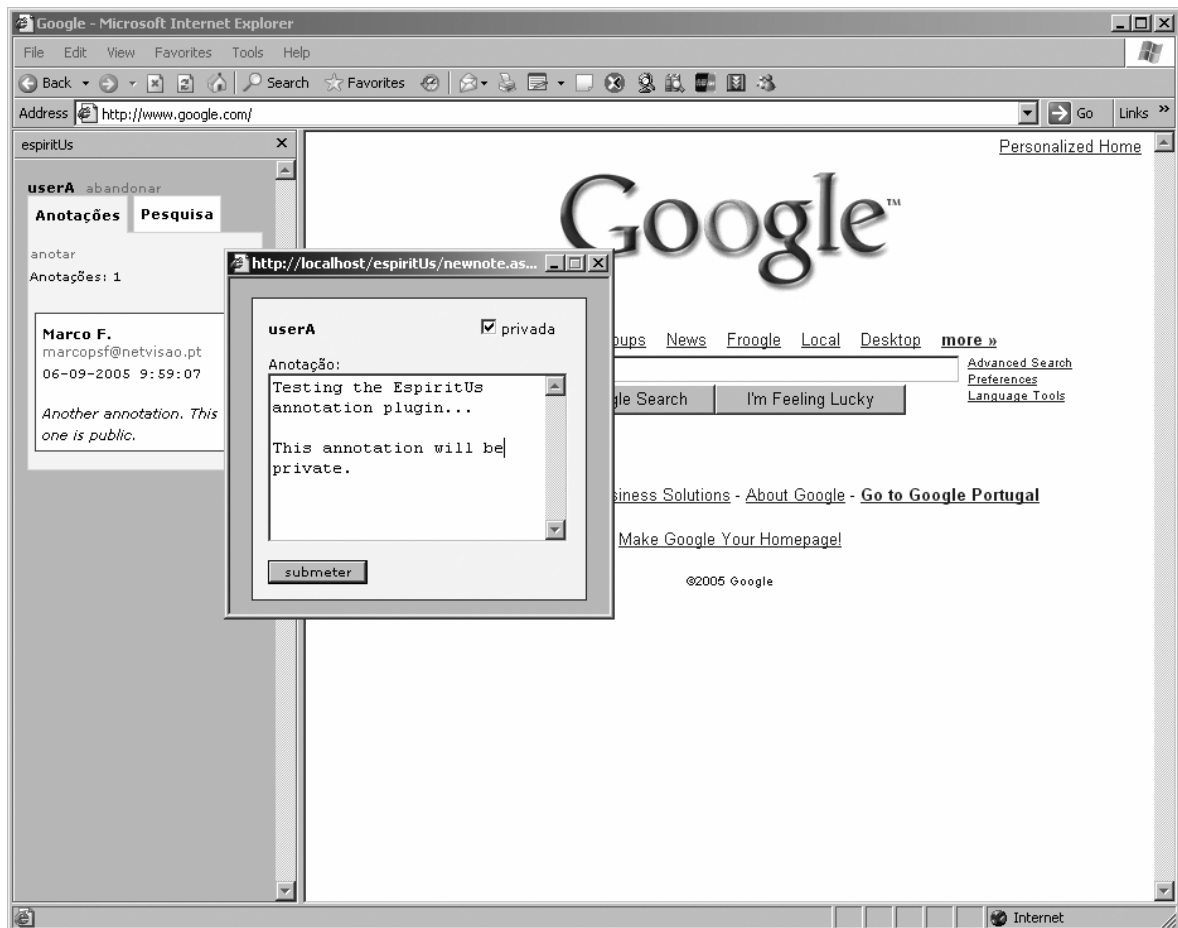 Google - Microsoft Internet Explorer
File Edit View Favorites Tools Help
Back Search Favorites
Address http://www.google.com/ Go Links »
espiritUs
Personalized Home
userA abandonar
Anotações Pesquisa
anotar
Anotações: 1
Marco F.
marcopsf@netvisao.pt
06-09-2005 9:59:07
Another annotation. This
one is public.
http://localhost/espiritUs/newnote.as...
userA privada
Anotação:
Testing the EspiritUs
annotation plugin...
This annotation will be
private.
submeter
Google™
News Froogle Local Desktop more »
Advanced Search
Preferences
Language Tools
Search I'm Feeling Lucky
Solutions - About Google - Go to Google Portugal
Make Google Your Homepage!
©2005 Google
Internet